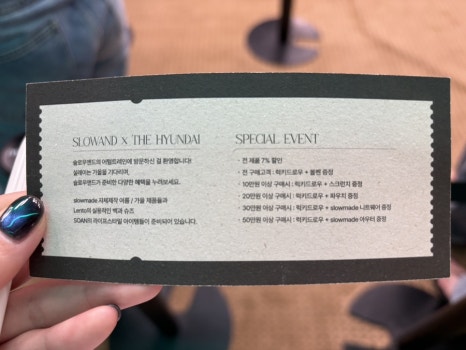 SLOWAND x THE HYUNDAI
슬로우앤드의 아뜰트레인에 방문하신 걸 환영합니다!
설레이는 가을을 기다리며,
슬로우앤드가 준비한 다양한 혜택을 누려보세요.
slowmade 자체제작 여름 / 가을 제품들과
Lento의 실용적인 백과 슈즈
SOAN의 라이프스타일 아이템들이 준비되어 있습니다.
SPECIAL EVENT
· 전 제품 7% 할인
· 전 구매고객 : 럭키드로우 + 볼펜 증정
· 10만원 이상 구매시 : 럭키드로우 + 스크런치 증정
· 20만원 이상 구매시 : 럭키드로우 + 파우치 증정
· 30만원 이상 구매시 : 럭키드로우 + slowmade 니트웨어 증정
· 50만원 이상 구매시 : 럭키드로우 + slowmade 아우터 증정